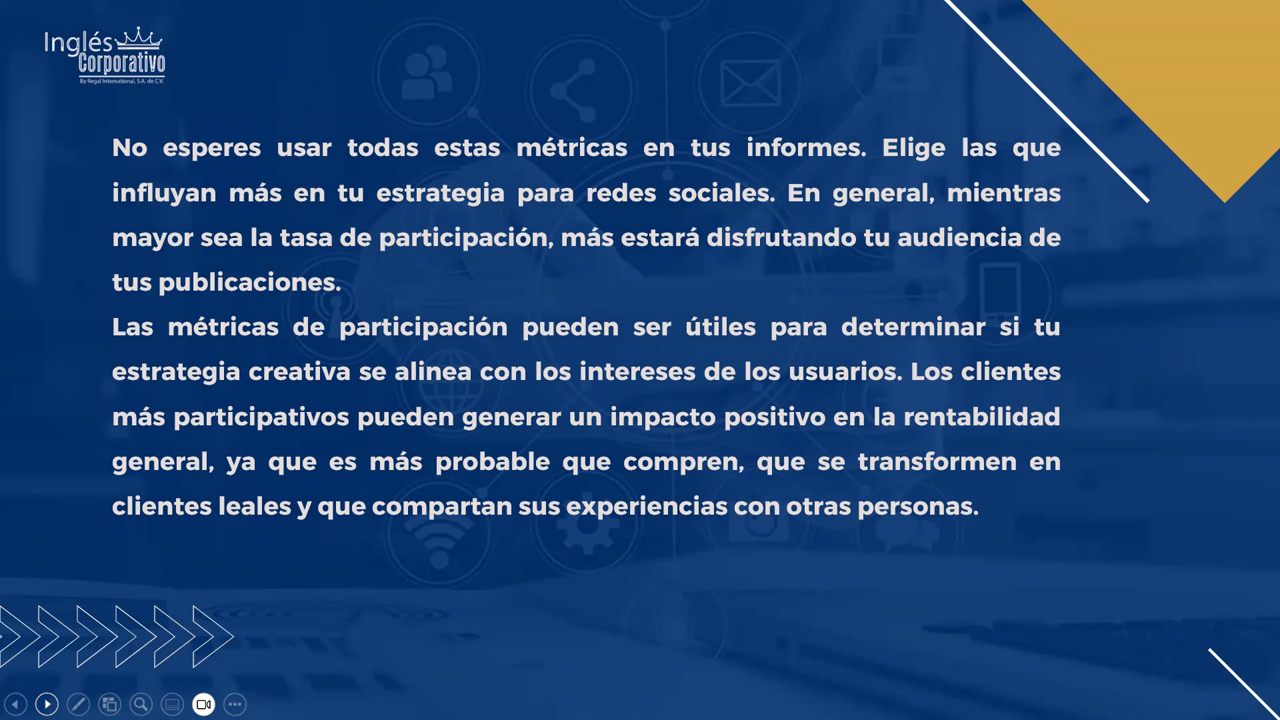 Inglés
Corporativo
By Regal International, S.A. de C.V.
No esperes usar todas estas métricas en tus informes. Elige las que
influyan más en tu estrategia para redes sociales. En general, mientras
mayor sea la tasa de participación, más estará disfrutando tu audiencia de
tus publicaciones.
Las métricas de participación pueden ser útiles para determinar si tu
estrategia creativa se alinea con los intereses de los usuarios. Los clientes
más participativos pueden generar un impacto positivo en la rentabilidad
general, ya que es más probable que compren, que se transformen en
clientes leales y que compartan sus experiencias con otras personas.